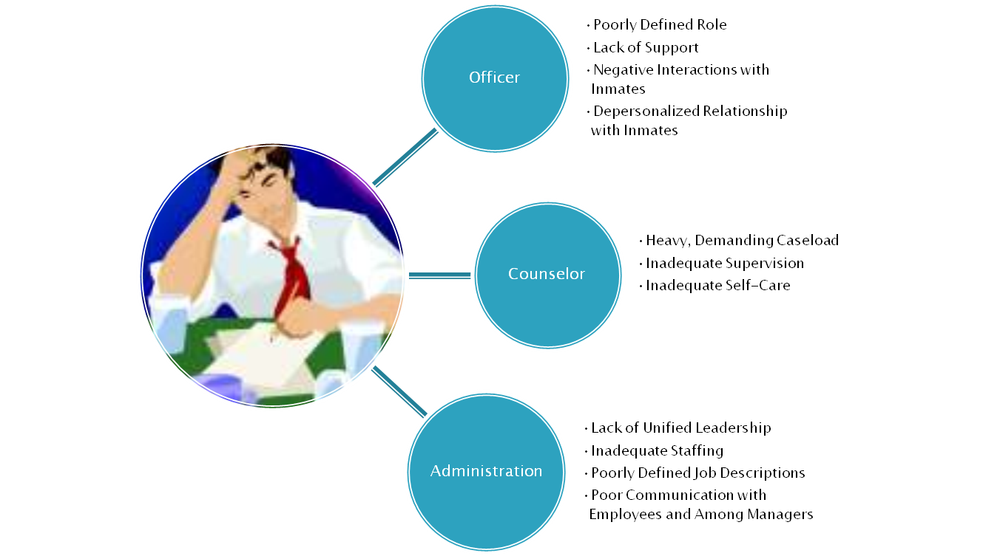 Officer
· Poorly Defined Role
· Lack of Support
· Negative Interactions with
Inmates
· Depersonalized Relationship
with Inmates
Counselor
· Heavy, Demanding Caseload
· Inadequate Supervision
· Inadequate Self-Care
Administration
· Lack of Unified Leadership
· Inadequate Staffing
· Poorly Defined Job Descriptions
· Poor Communication with
Employees and Among Managers